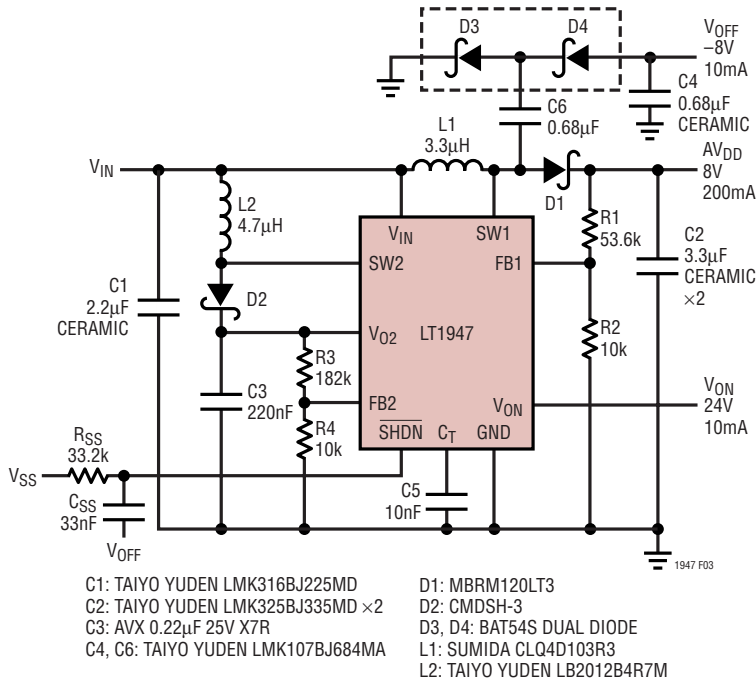 D3
D4
VOFF
–8V
10mA
C4
0.68µF
CERAMIC
C6
0.68µF
L1
3.3µH
VIN
AVDD
8V
200mA
D1
L2
4.7µH
VIN
SW1
R1
53.6k
C2
3.3µF
CERAMIC
×2
SW2
FB1
C1
2.2µF
CERAMIC
D2
VO2
LT1947
R2
10k
R3
182k
C3
220nF
FB2
VON
VON
24V
10mA
R4
10k
SHDN
CT
GND
RSS
33.2k
VSS
CSS
33nF
VOFF
C5
10nF
1947 F03
C1: TAIYO YUDEN LMK316BJ225MD
C2: TAIYO YUDEN LMK325BJ335MD ×2
C3: AVX 0.22µF 25V X7R
C4, C6: TAIYO YUDEN LMK107BJ684MA
D1: MBRM120LT3
D2: CMDSH-3
D3, D4: BAT54S DUAL DIODE
L1: SUMIDA CLQ4D103R3
L2: TAIYO YUDEN LB2012B4R7M